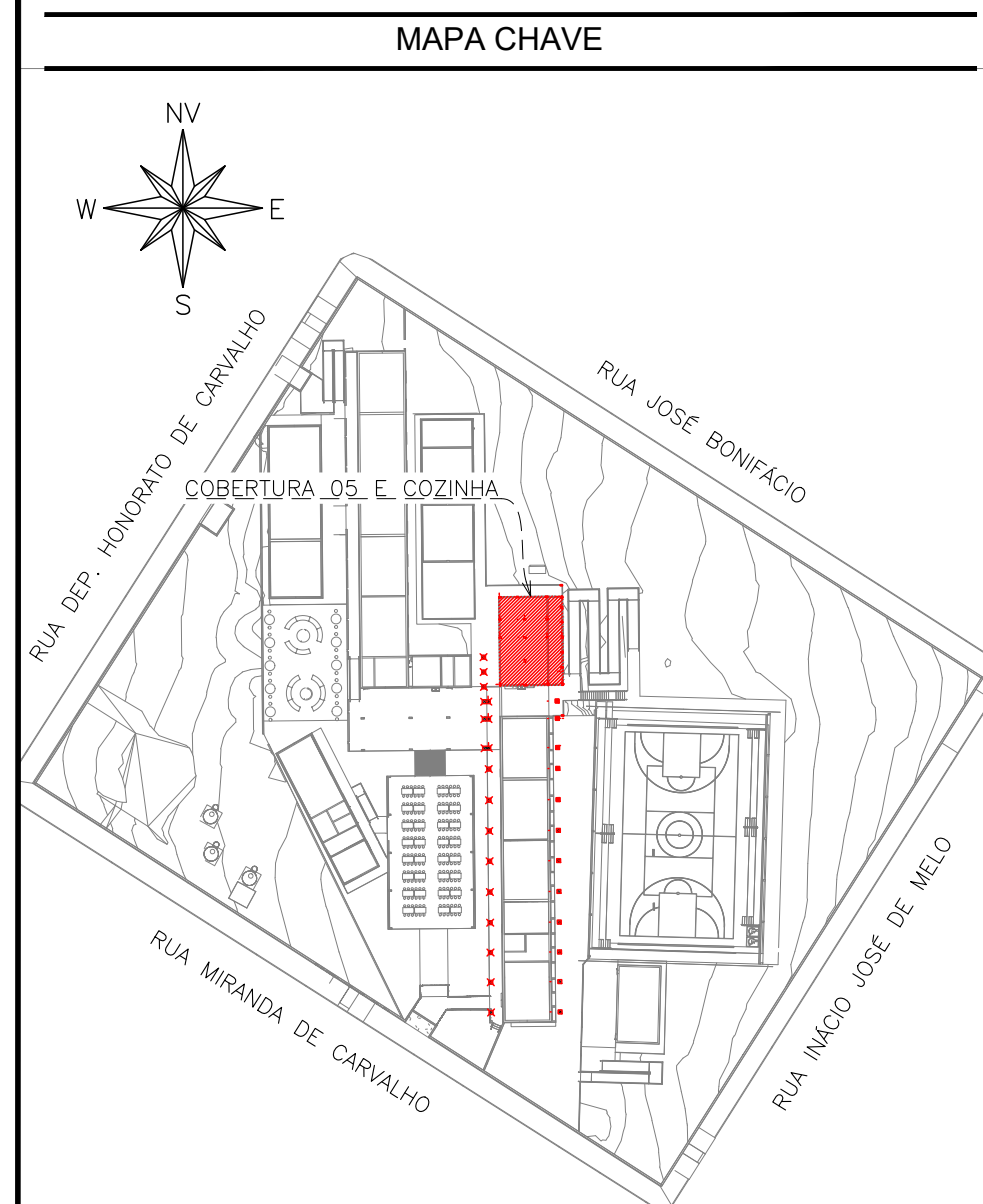 MAPA CHAVE
NV
W
E
S
RUA DEP. HONORATO DE CARVALHO
RUA JOSÉ BONIFÁCIO
COBERTURA 05 E COZINHA
RUA MIRANDA DE CARVALHO
RUA INÁCIO JOSÉ DE MELO